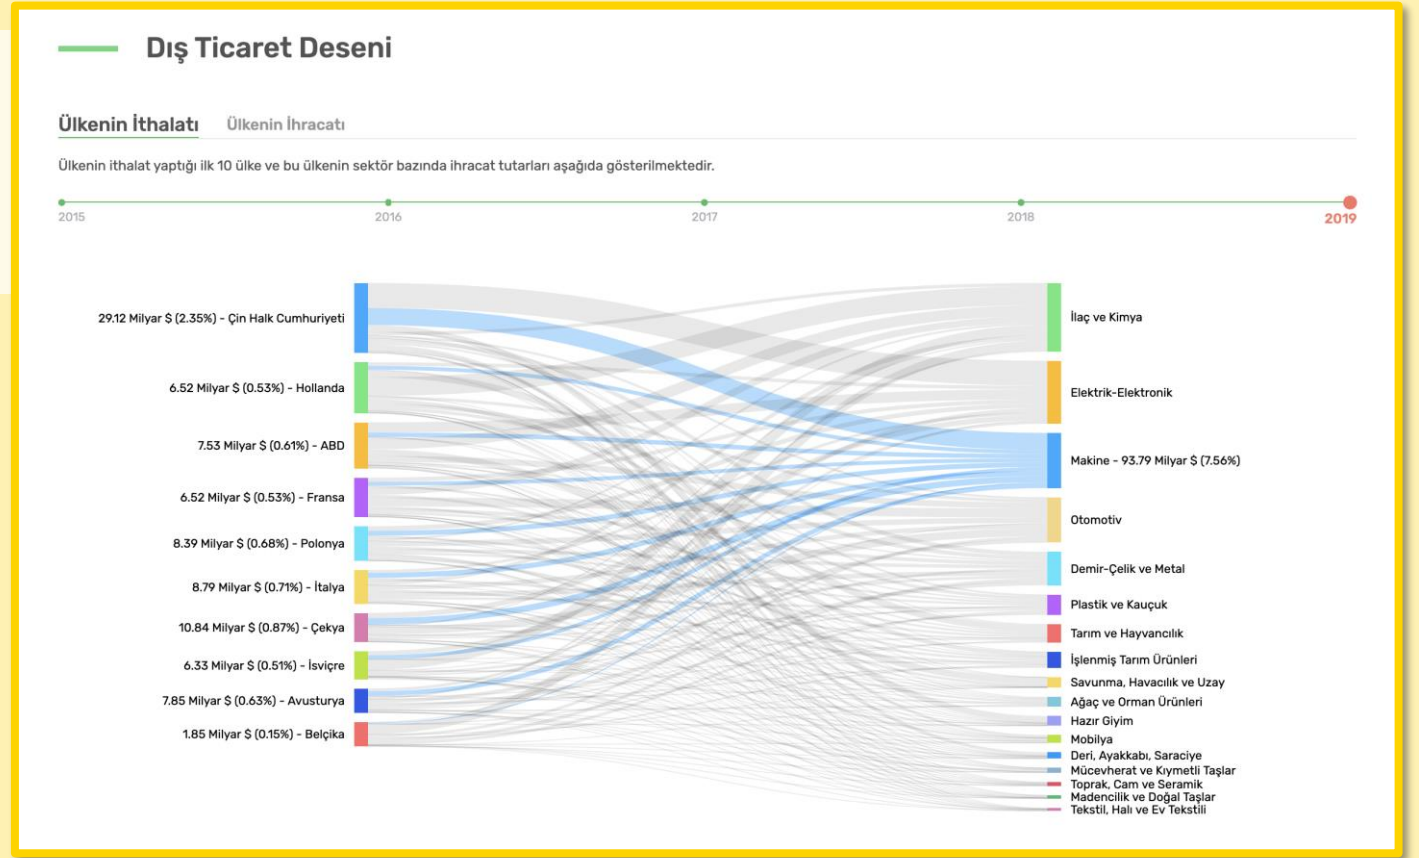 Dış Ticaret Deseni
Ülkenin İthalatı Ülkenin İhracatı
Ülkenin ithalat yaptığı ilk 10 ülke ve bu ülkenin sektör bazında ihracat tutarları aşağıda gösterilmektedir.
2015 2016 2017 2018 2019
29.12 Milyar $ (2.35%) - Çin Halk Cumhuriyeti
6.52 Milyar $ (0.53%) - Hollanda
7.53 Milyar $ (0.61%) - ABD
6.52 Milyar $ (0.53%) - Fransa
8.39 Milyar $ (0.68%) - Polonya
8.79 Milyar $ (0.71%) - İtalya
10.84 Milyar $ (0.87%) - Çekya
6.33 Milyar $ (0.51%) - İsviçre
7.85 Milyar $ (0.63%) - Avusturya
1.85 Milyar $ (0.15%) - Belçika
İlaç ve Kimya
Elektrik-Elektronik
Makine - 93.79 Milyar $ (7.56%)
Otomotiv
Demir-Çelik ve Metal
Plastik ve Kauçuk
Tarım ve Hayvancılık
İşlenmiş Tarım Ürünleri
Savunma, Havacılık ve Uzay
Ağaç ve Orman Ürünleri
Hazır Giyim
Mobilya
Deri, Ayakkabı, Saraciye
Mücevherat ve Kıymetli Taşlar
Toprak, Cam ve Seramik
Madencilik ve Doğal Taşlar
Tekstil, Halı ve Ev Tekstili